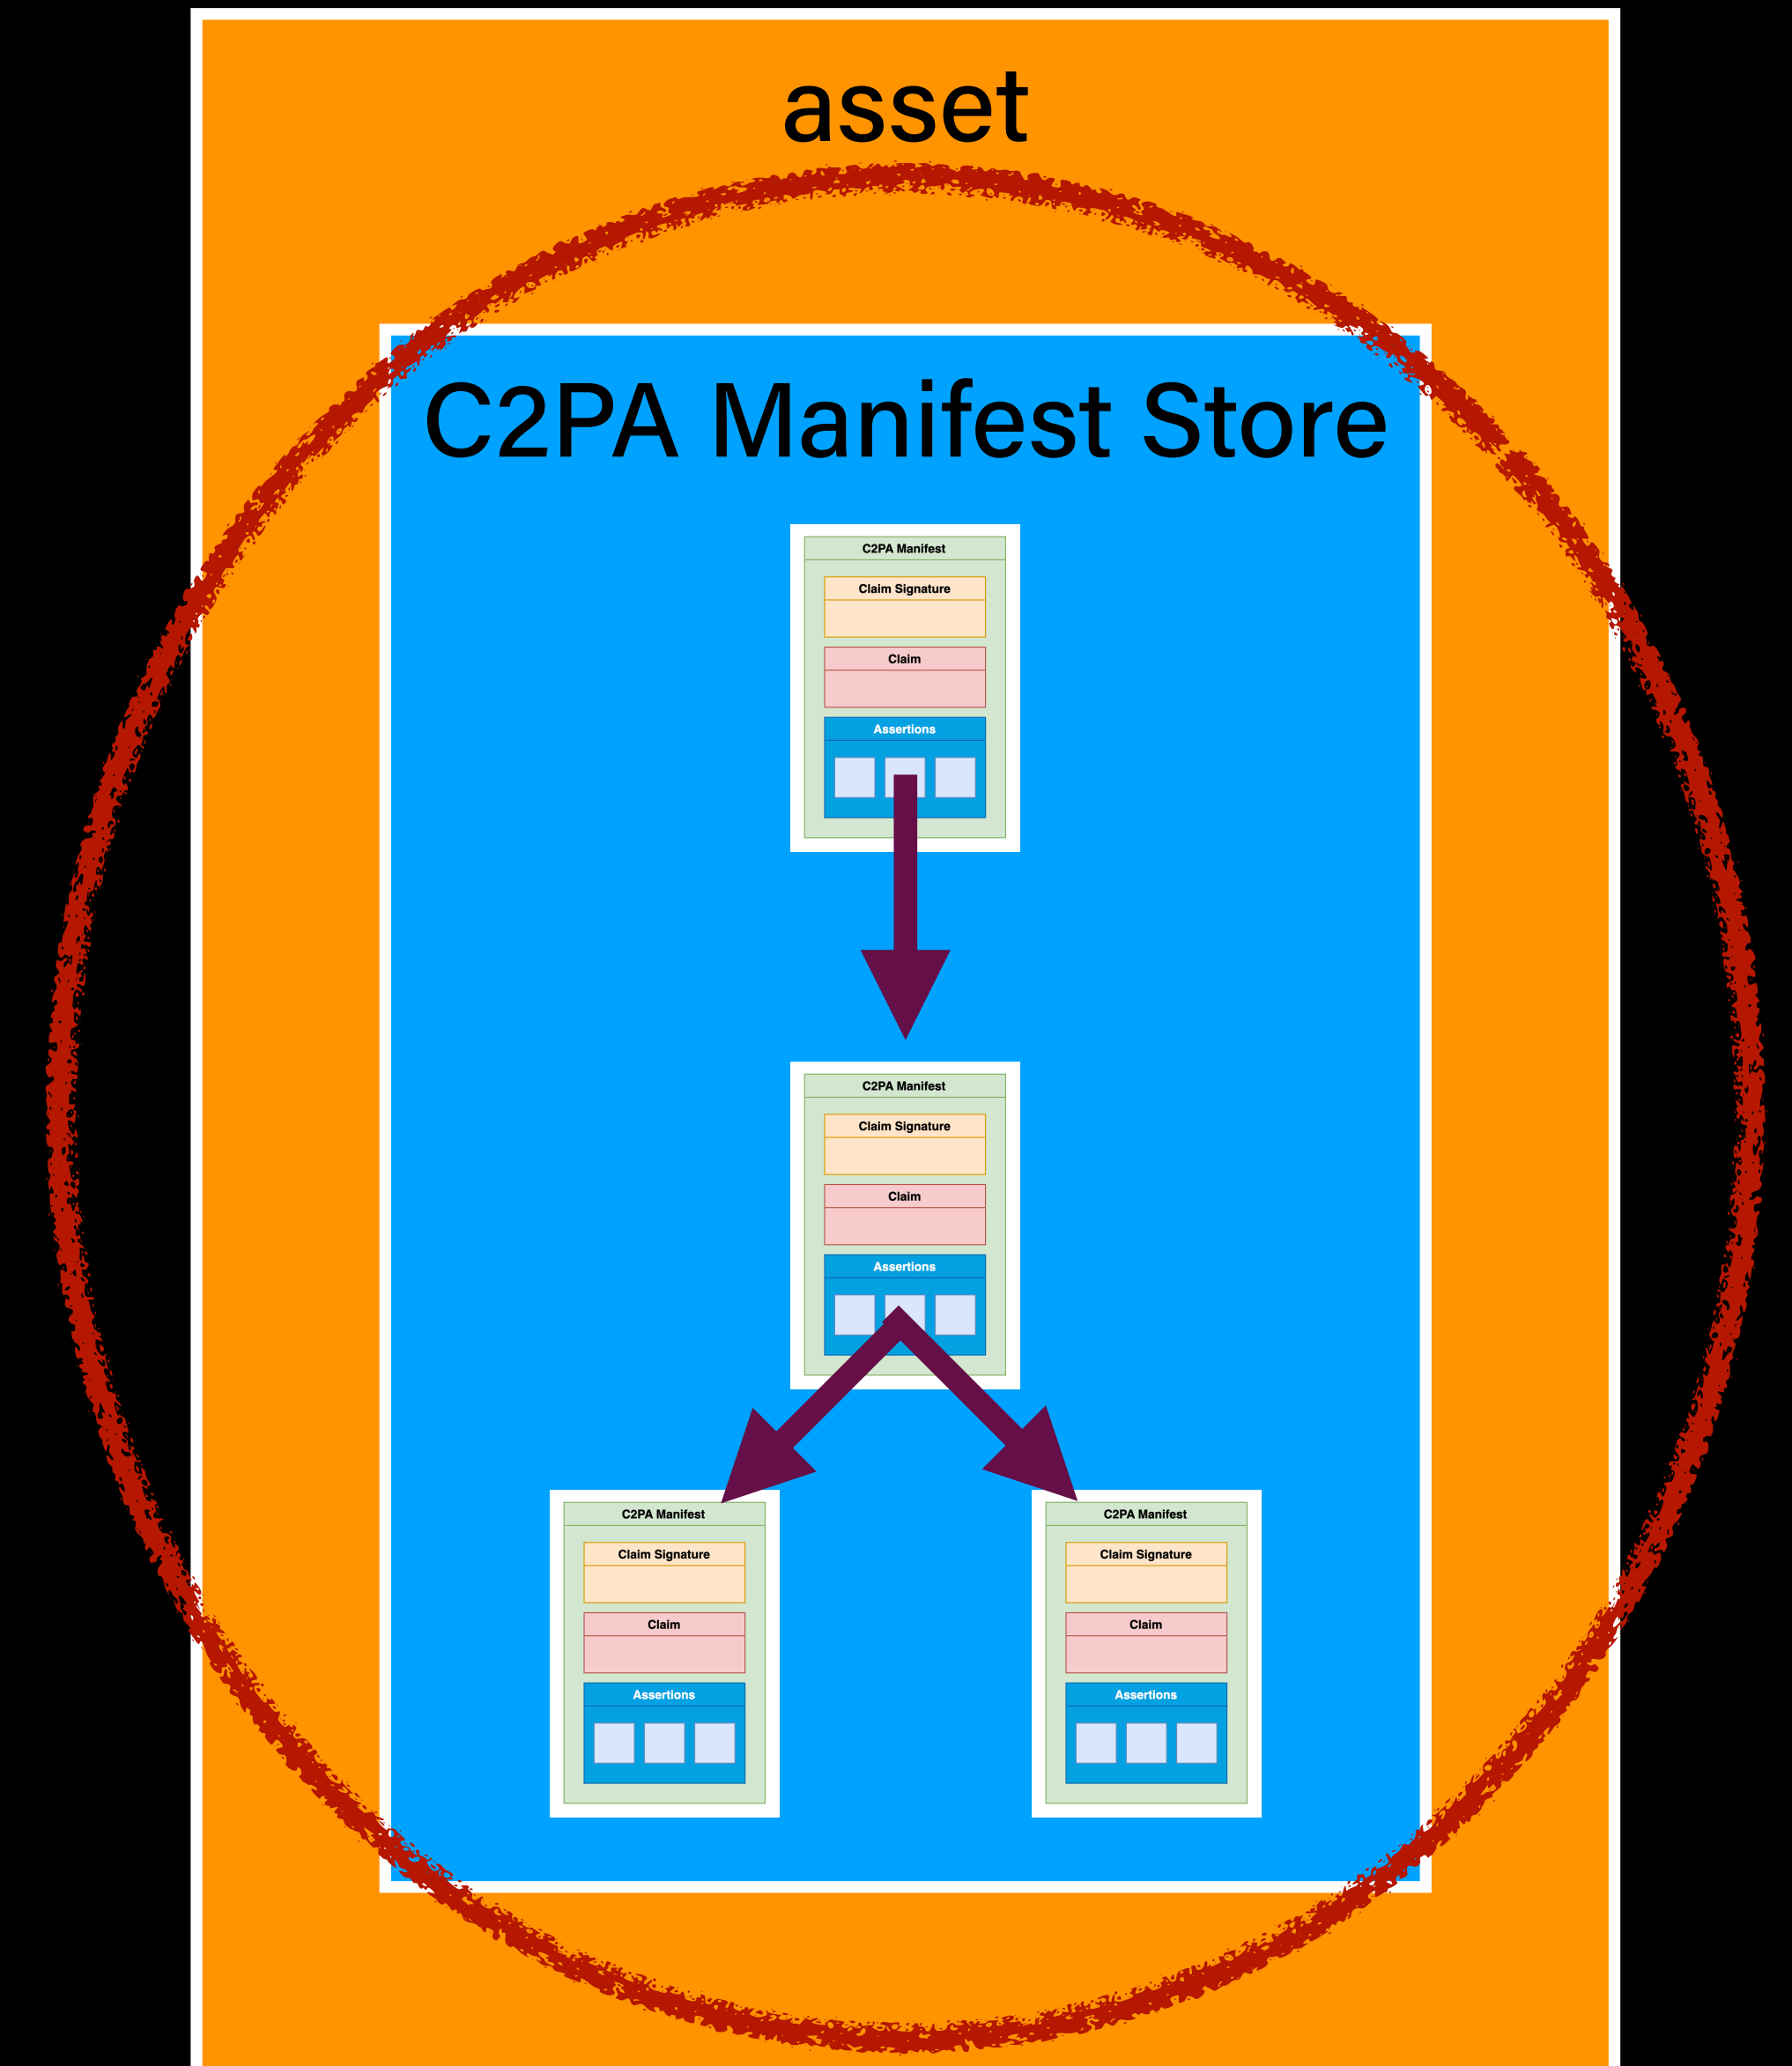 asset
C2PA Manifest Store
C2PA Manifest
Claim Signature
Claim
Assertions
C2PA Manifest
Claim Signature
Claim
Assertions
C2PA Manifest
Claim Signature
Claim
Assertions
C2PA Manifest
Claim Signature
Claim
Assertions